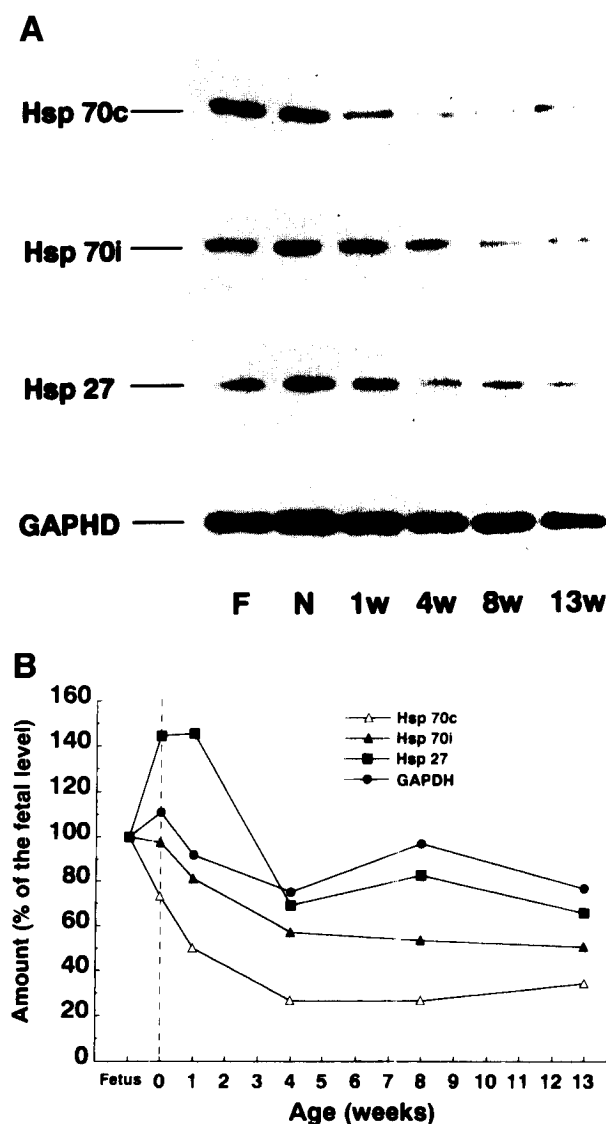 A
Hsp 70c
Hsp 70i
Hsp 27
GAPHD
F N 1w 4w 8w 13w
B
160
140
120
100
80
60
40
20
0
Amount (% of the fetal level)
Hsp 70c
Hsp 70i
Hsp 27
GAPDH
Fetus 0 1 2 3 4 5 6 7 8 9 10 11 12 13
Age (weeks)